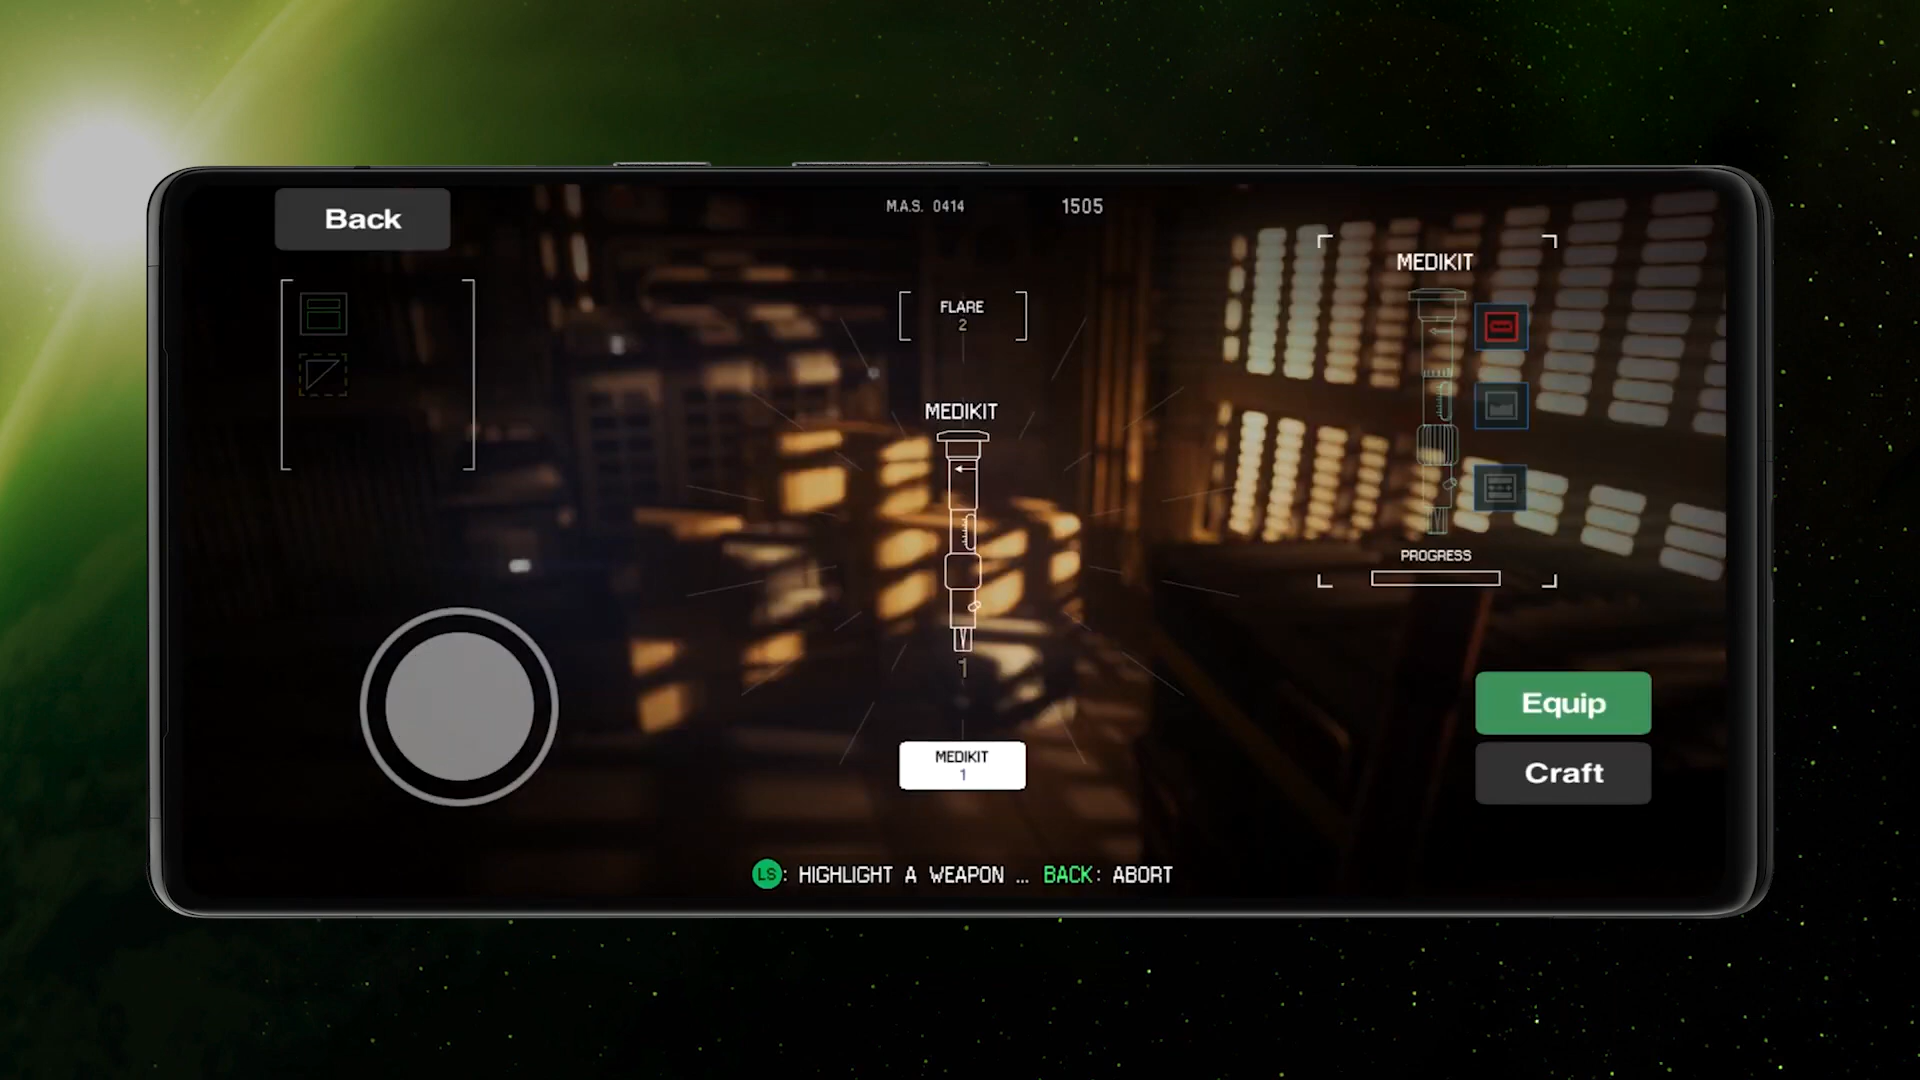 Back
M.A.S. 0414
1505
FLARE
2
MEDIKIT
1
MEDIKIT
1
MEDIKIT
PROGRESS
Equip
Craft
LS: HIGHLIGHT A WEAPON ... BACK: ABORT